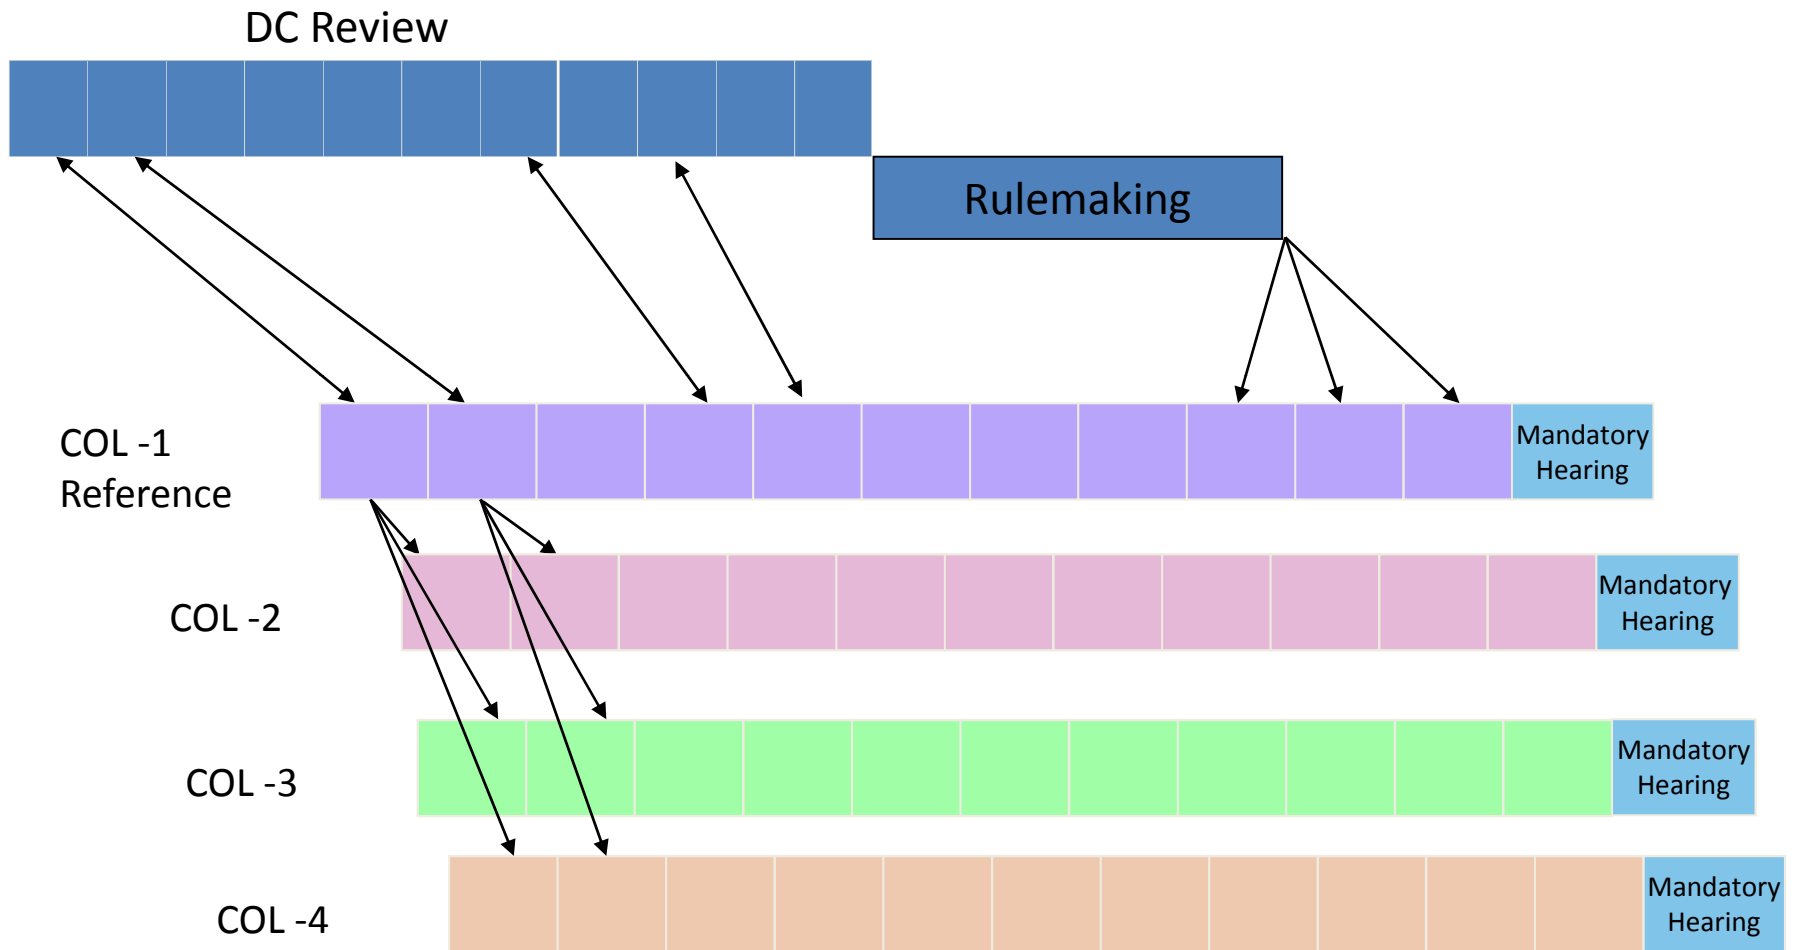 DC Review
Rulemaking
COL -1
Reference
Mandatory
Hearing
COL -2
Mandatory
Hearing
COL -3
Mandatory
Hearing
COL -4
Mandatory
Hearing